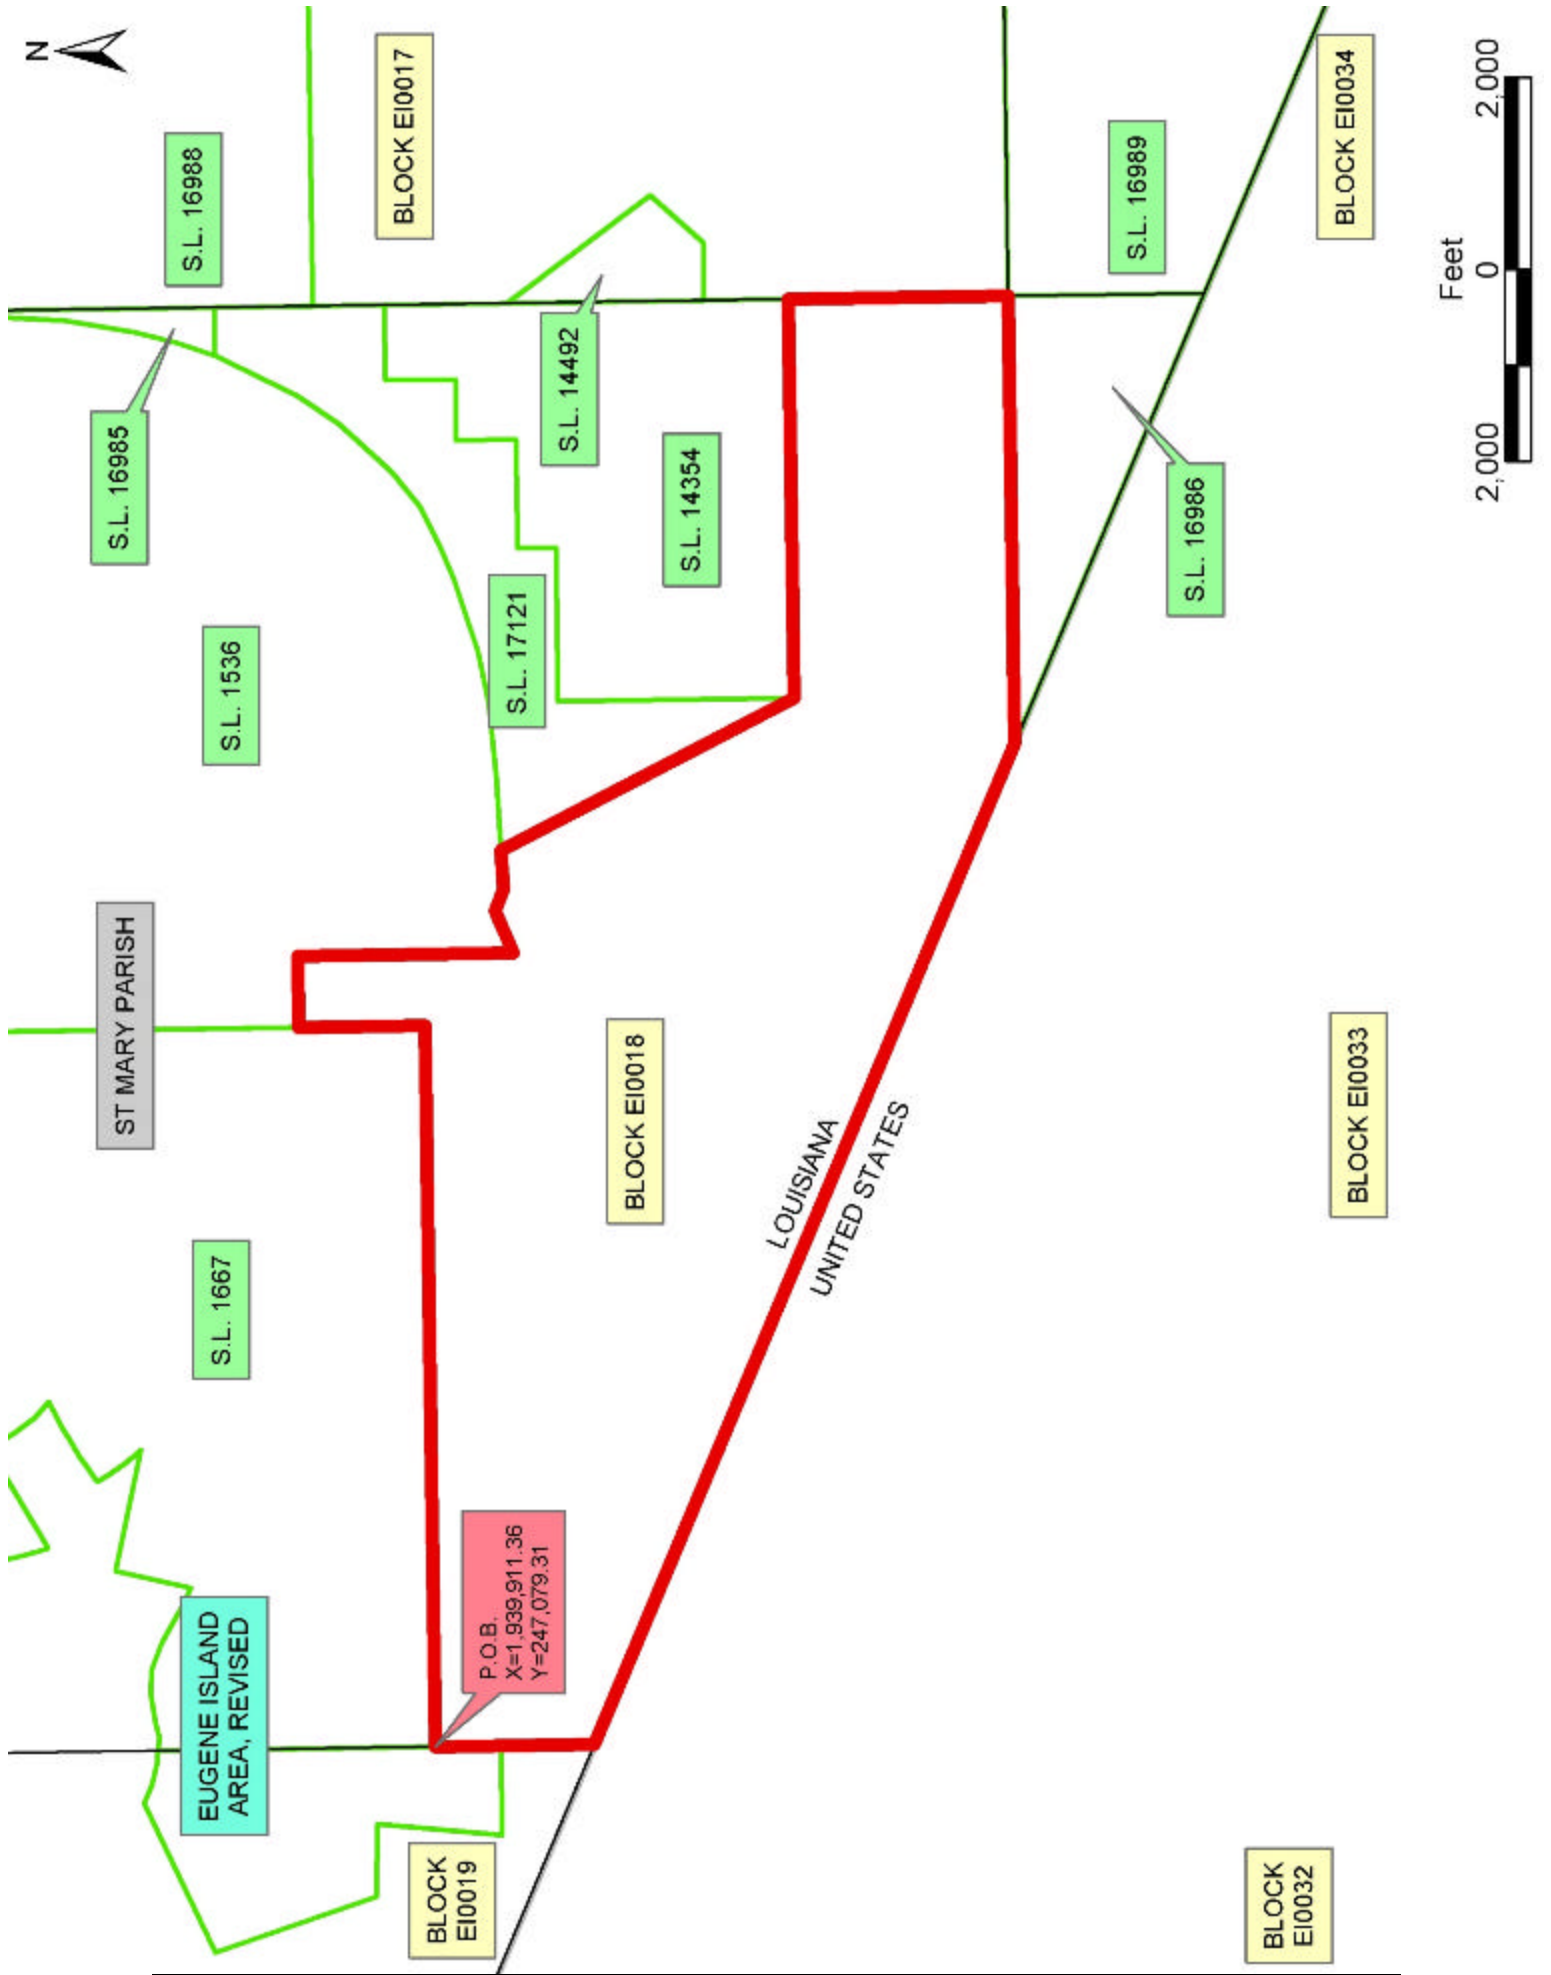 N
ST MARY PARISH
S.L. 16985
EUGENE ISLAND
AREA, REVISED
S.L. 1667
S.L. 1536
S.L. 16988
BLOCK EI0017
BLOCK
EI0019
P.O.B.
X=1,939,911.36
Y=247,079.31
S.L. 17121
S.L. 14492
BLOCK EI0018
S.L. 14354
LOUISIANA
UNITED STATES
S.L. 16989
S.L. 16986
BLOCK
EI0032
BLOCK EI0033
BLOCK EI0034
Feet
2,000 0 2,000